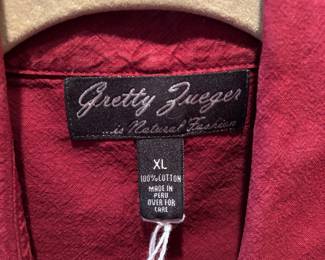 Gretty Zueger
...is Natural Fashion
XL
100% COTTON
MADE IN
PERU
OVER FOR
CARE